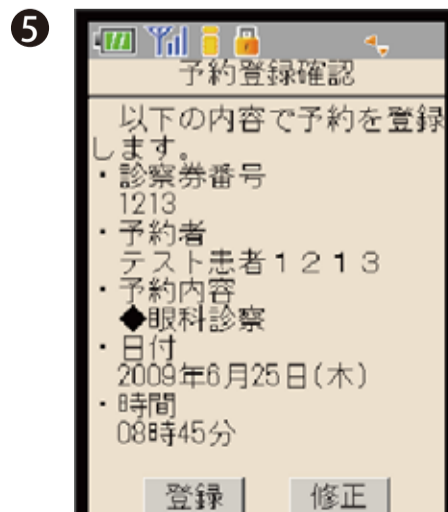 ❺
予約登録確認
以下の内容で予約を登録
します。
・診察券番号
1213
・予約者
テスト患者１２１３
・予約内容
◆眼科診察
・日付
2009年6月25日(木)
・時間
08時45分
登録 修正